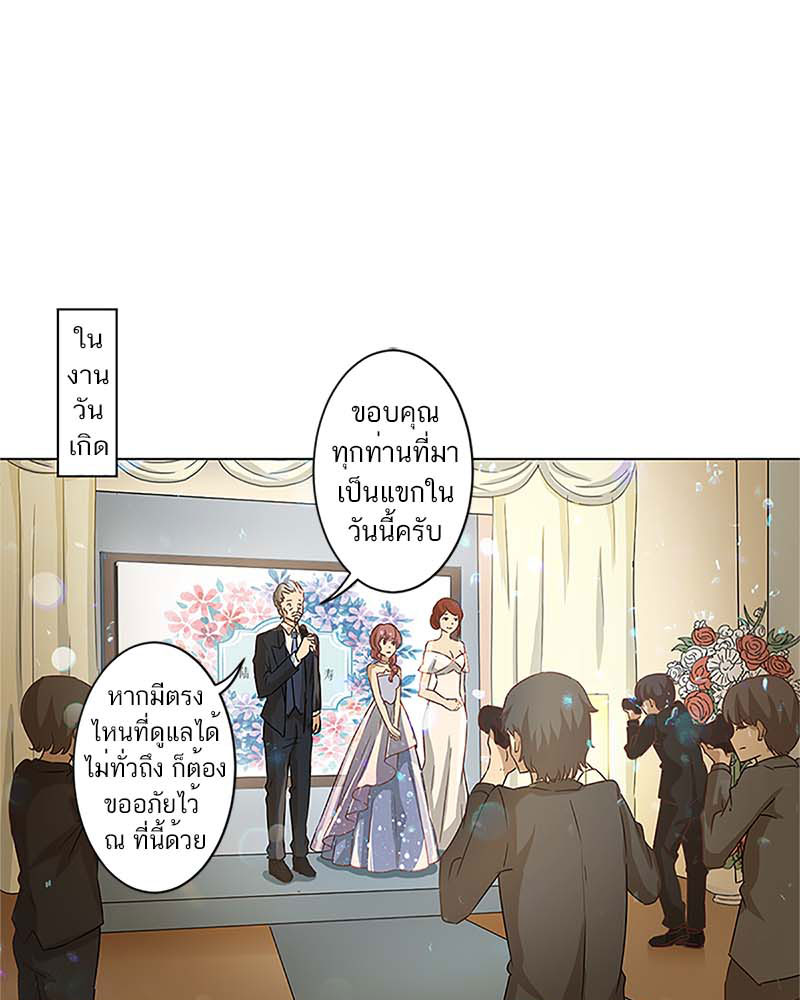 ใน
งาน
วัน
เกิด
ขอบคุณ
ทุกท่านที่มา
เป็นแขกใน
วันนี้ครับ
หากมีตรง
ไหนที่ดูแลได้
ไม่ทั่วถึง ก็ต้อง
ขออภัยไว้
ณ ที่นี้ด้วย
陆 寿